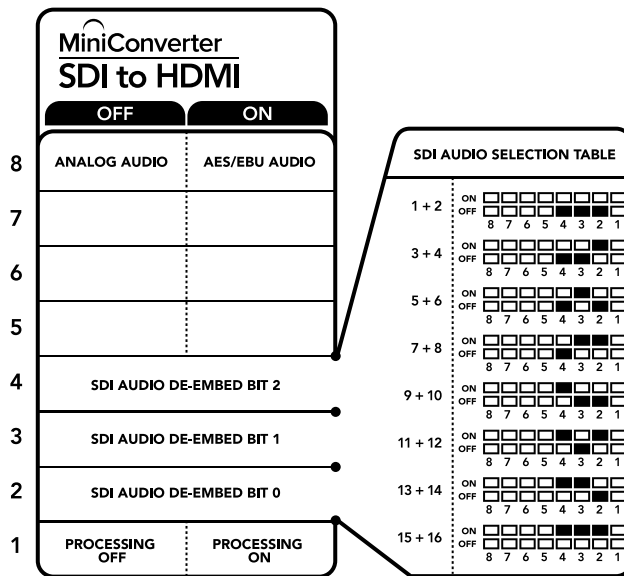 MiniConverter
SDI to HDMI
OFF ON
8 ANALOG AUDIO AES/EBU AUDIO
7
6
5
4 SDI AUDIO DE-EMBED BIT 2
3 SDI AUDIO DE-EMBED BIT 1
2 SDI AUDIO DE-EMBED BIT 0
1 PROCESSING OFF PROCESSING ON
SDI AUDIO SELECTION TABLE
1 + 2 ON
OFF
8 7 6 5 4 3 2 1
3 + 4 ON
OFF
8 7 6 5 4 3 2 1
5 + 6 ON
OFF
8 7 6 5 4 3 2 1
7 + 8 ON
OFF
8 7 6 5 4 3 2 1
9 + 10 ON
OFF
8 7 6 5 4 3 2 1
11 + 12 ON
OFF
8 7 6 5 4 3 2 1
13 + 14 ON
OFF
8 7 6 5 4 3 2 1
15 + 16 ON
OFF
8 7 6 5 4 3 2 1